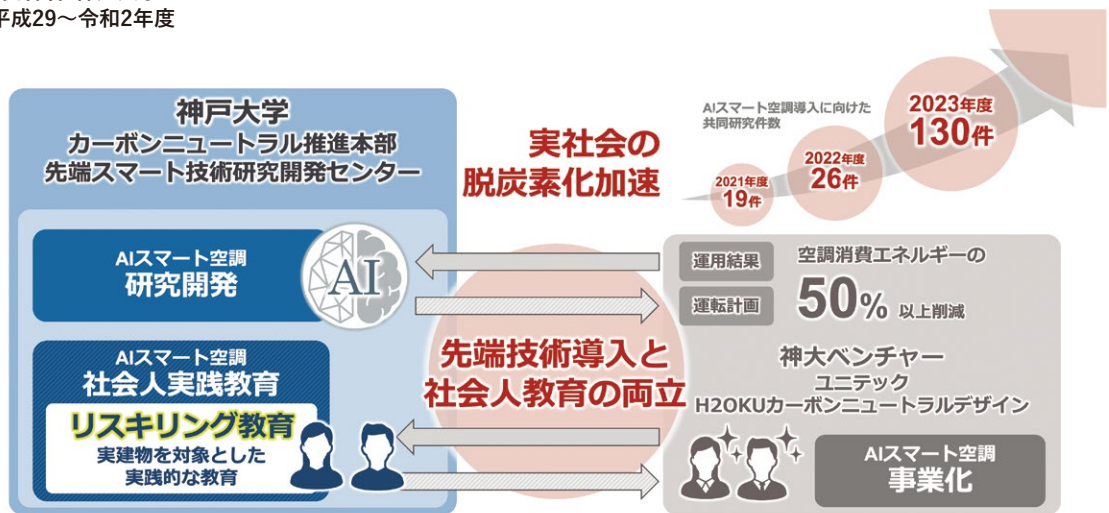 平成29～令和2年度
神戸大学
カーボンニュートラル推進本部
先端スマート技術研究開発センター
AIスマート空調
研究開発
AI
AIスマート空調
社会人実践教育
リスキリング教育
実建物を対象とした
実践的な教育
実社会の
脱炭素化加速
先端技術導入と
社会人教育の両立
AIスマート空調導入に向けた
共同研究件数
2021年度
19件
2022年度
26件
2023年度
130件
運用結果
運転計画
空調消費エネルギーの
50% 以上削減
神大ベンチャー
ユニテック
H2OKUカーボンニュートラルデザイン
AIスマート空調
事業化